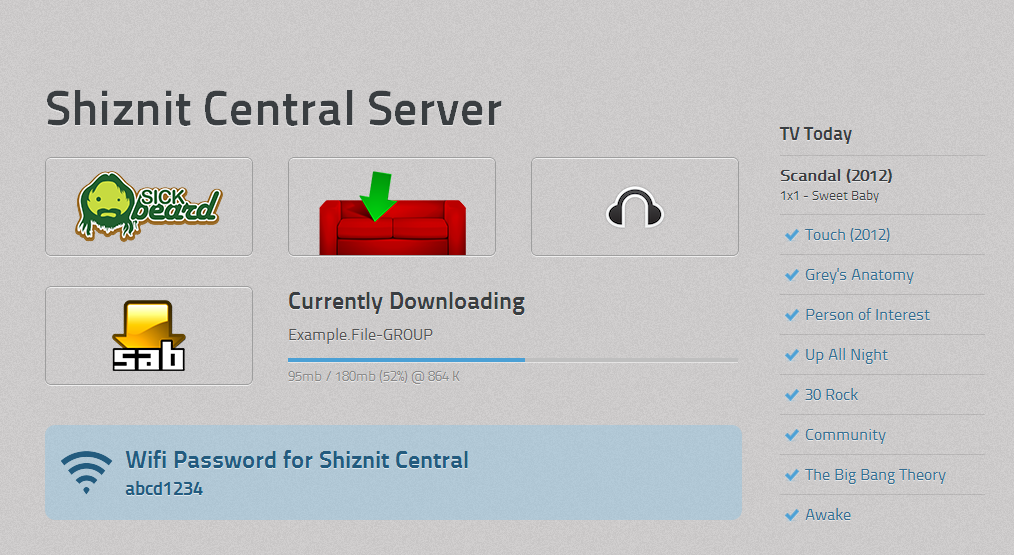 Shiznit Central Server
SICK
beard
sab
Currently Downloading
Example.File-GROUP
95mb / 180mb (52%) @ 864 K
Wifi Password for Shiznit Central
abcd1234
TV Today
Scandal (2012)
1x1 - Sweet Baby
Touch (2012)
Grey's Anatomy
Person of Interest
Up All Night
30 Rock
Community
The Big Bang Theory
Awake